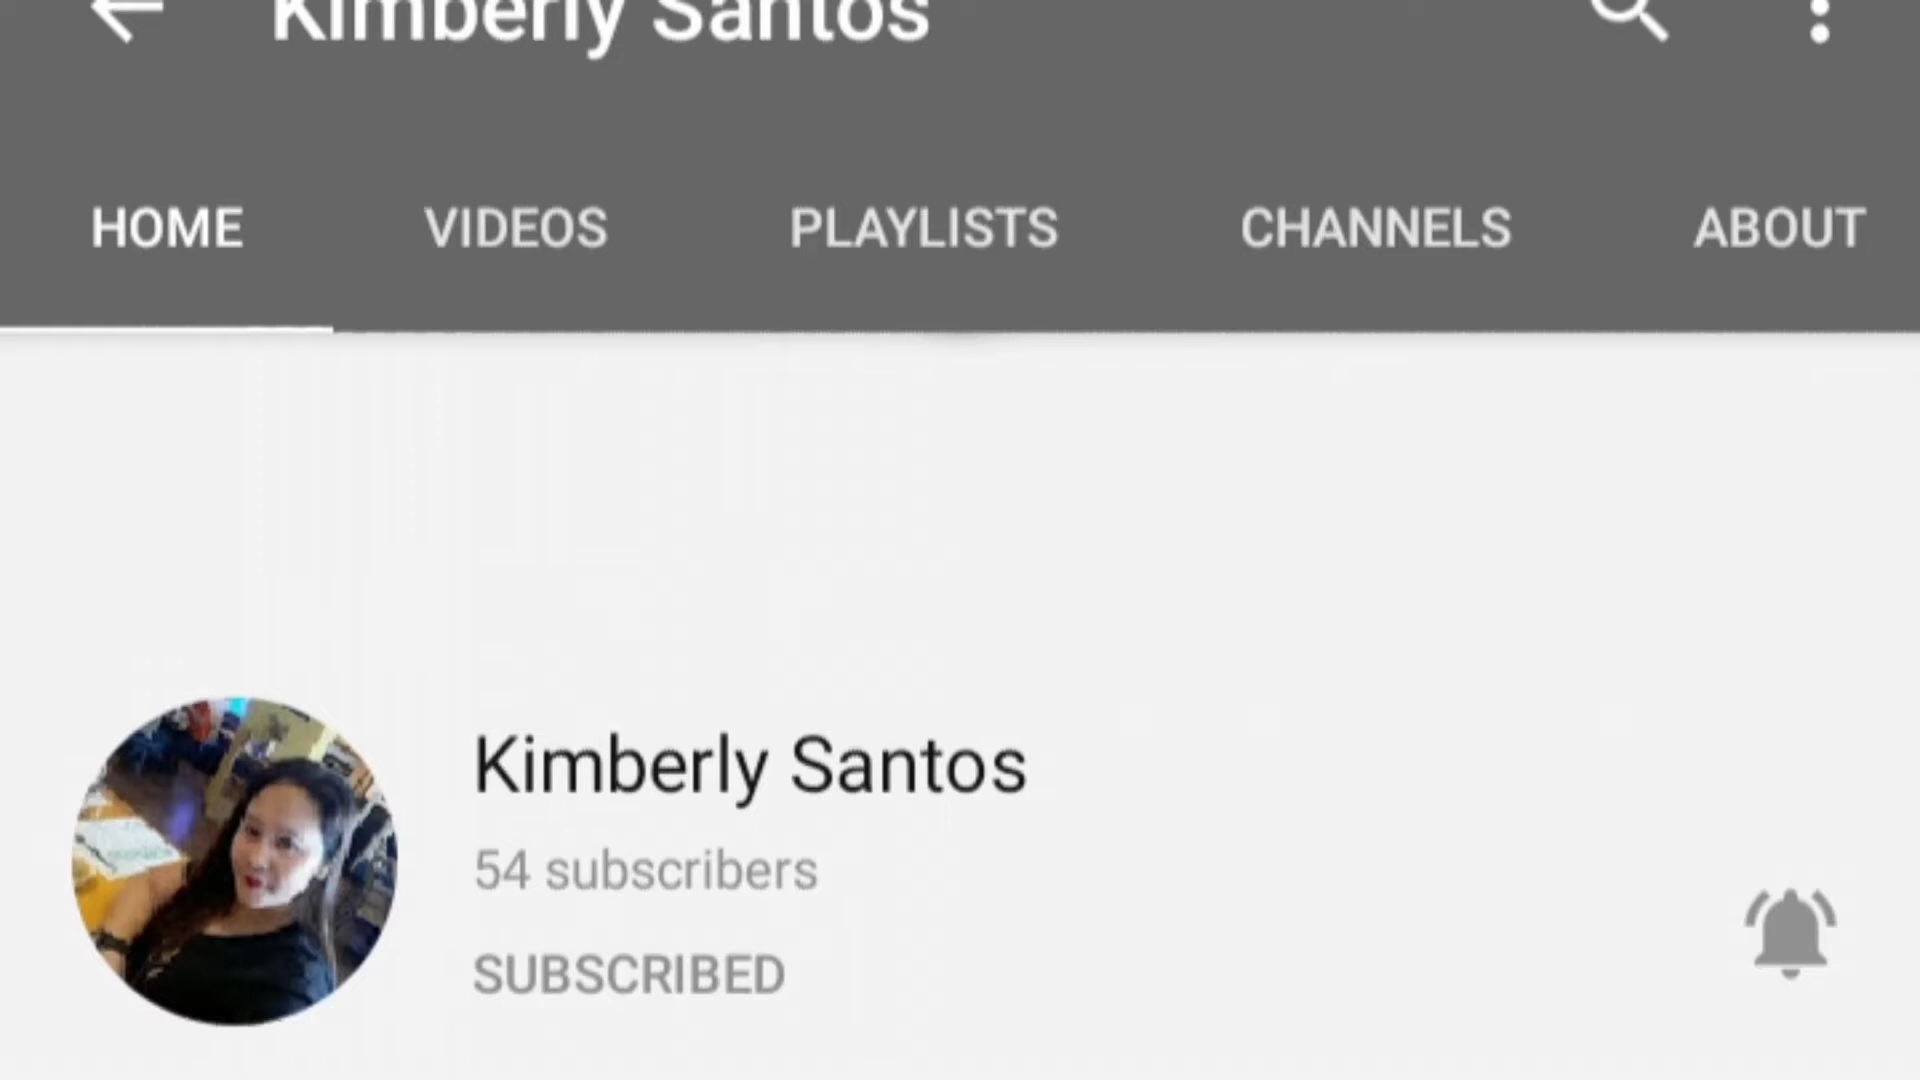 Kimberly Santos
HOME VIDEOS PLAYLISTS CHANNELS ABOUT
Kimberly Santos
54 subscribers
SUBSCRIBED